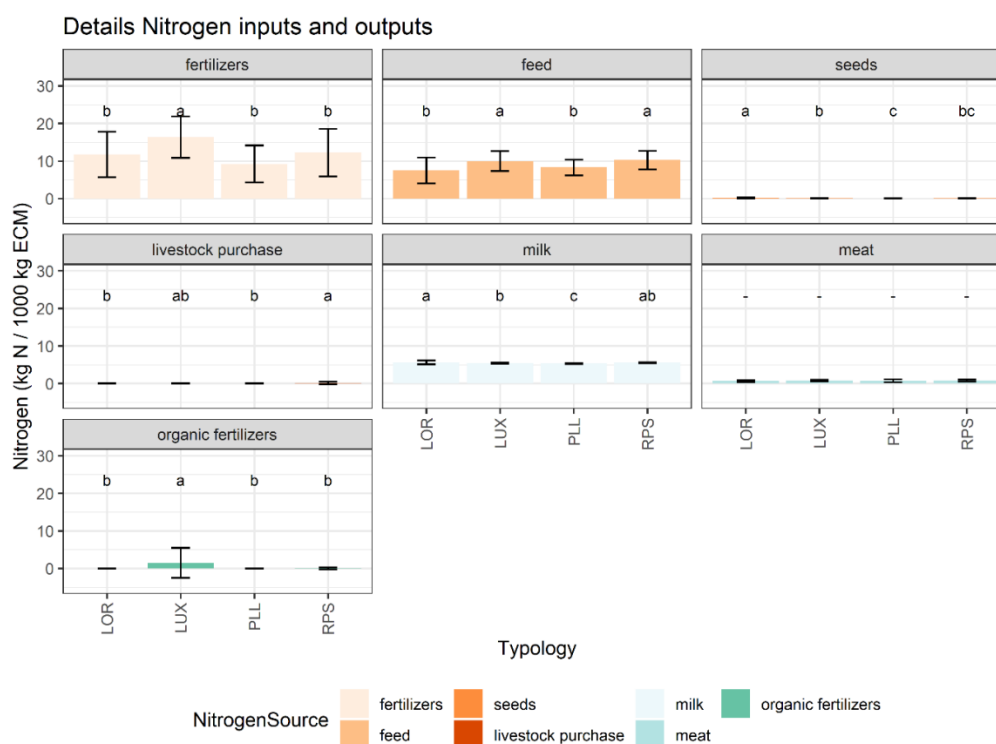 Details Nitrogen inputs and outputs
fertilizers feed seeds
30
20
10
0
b a b b
b a b a
a b c bc
livestock purchase milk meat
30
20
10
0
b ab b a
a b c ab
- - - -
LOR LUX PLL RPS
LOR LUX PLL RPS
organic fertilizers
30
20
10
0
b a b b
LOR LUX PLL RPS
Nitrogen (kg N / 1000 kg ECM)
Typology
NitrogenSource
fertilizers seeds milk organic fertilizers
feed livestock purchase meat